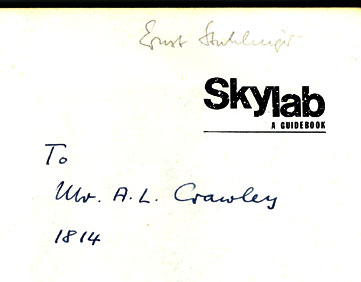 Ernst Stuhlinger
Skylab
A GUIDEBOOK
To
Mr. A.L. Crawley
1814